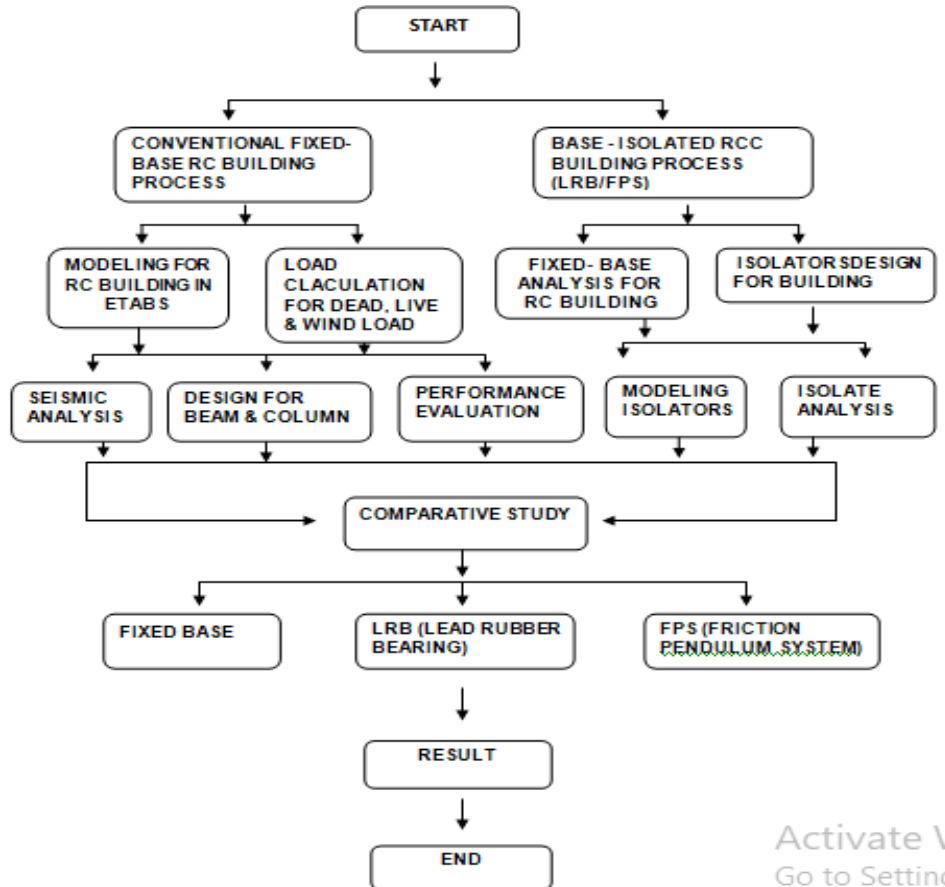 START
CONVENTIONAL FIXED-
BASE RC BUILDING
PROCESS
BASE - ISOLATED RCC
BUILDING PROCESS
(LRB/FPS)
MODELING FOR
RC BUILDING IN
ETABS
LOAD
CLACULATION
FOR DEAD, LIVE
& WIND LOAD
FIXED- BASE
ANALYSIS FOR
RC BUILDING
ISOLATORSDESIGN
FOR BUILDING
SEISMIC
ANALYSIS
DESIGN FOR
BEAM & COLUMN
PERFORMANCE
EVALUATION
MODELING
ISOLATORS
ISOLATE
ANALYSIS
COMPARATIVE STUDY
FIXED BASE
LRB (LEAD RUBBER
BEARING)
FPS (FRICTION
PENDULUM SYSTEM)
RESULT
END
Activate
Go to Setting